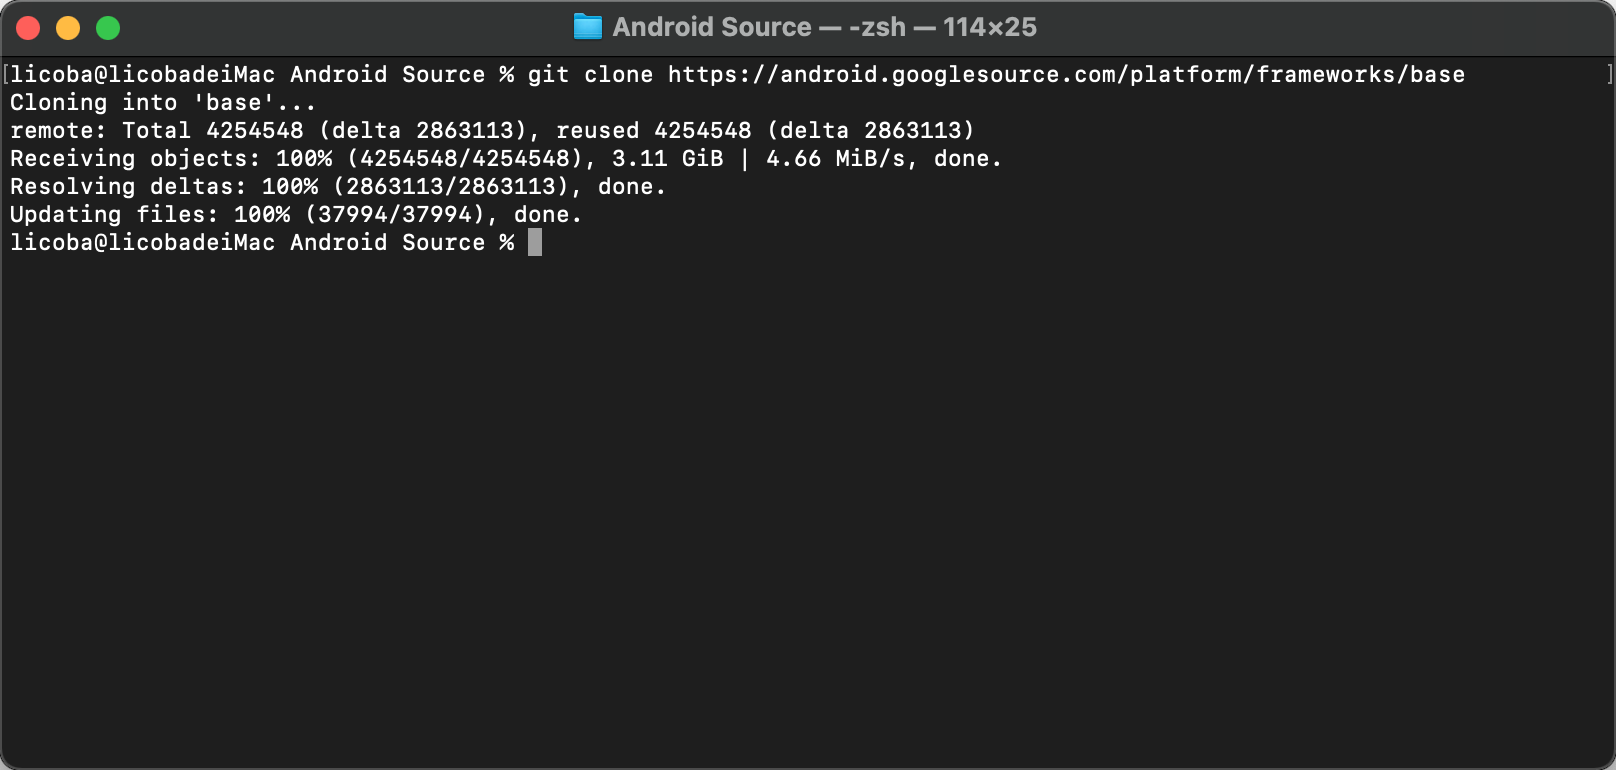 Android Source — -zsh — 114×25
[licoba@licobadeiMac Android Source % git clone https://android.googlesource.com/platform/frameworks/base ]
Cloning into 'base'...
remote: Total 4254548 (delta 2863113), reused 4254548 (delta 2863113)
Receiving objects: 100% (4254548/4254548), 3.11 GiB | 4.66 MiB/s, done.
Resolving deltas: 100% (2863113/2863113), done.
Updating files: 100% (37994/37994), done.
licoba@licobadeiMac Android Source %